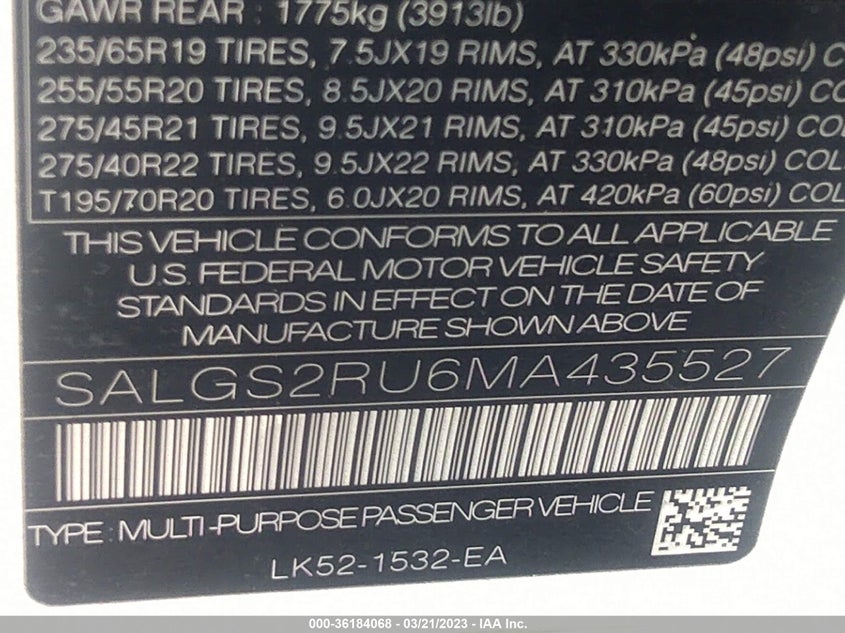 GAWR REAR : 1775kg (3913lb)
235/65R19 TIRES, 7.5JX19 RIMS, AT 330kPa (48psi) C
255/55R20 TIRES, 8.5JX20 RIMS, AT 310kPa (45psi) CO
275/45R21 TIRES, 9.5JX21 RIMS, AT 310kPa (45psi) COL
275/40R22 TIRES, 9.5JX22 RIMS, AT 330kPa (48psi) COL
T195/70R20 TIRES, 6.0JX20 RIMS, AT 420kPa (60psi) COL
THIS VEHICLE CONFORMS TO ALL APPLICABLE
U.S. FEDERAL MOTOR VEHICLE SAFETY
STANDARDS IN EFFECT ON THE DATE OF
MANUFACTURE SHOWN ABOVE
SALGS2RU6MA435527
TYPE : MULTI-PURPOSE PASSENGER VEHICLE
LK52-1532-EA
000-36184068 - 03/21/2023 - IAA Inc.